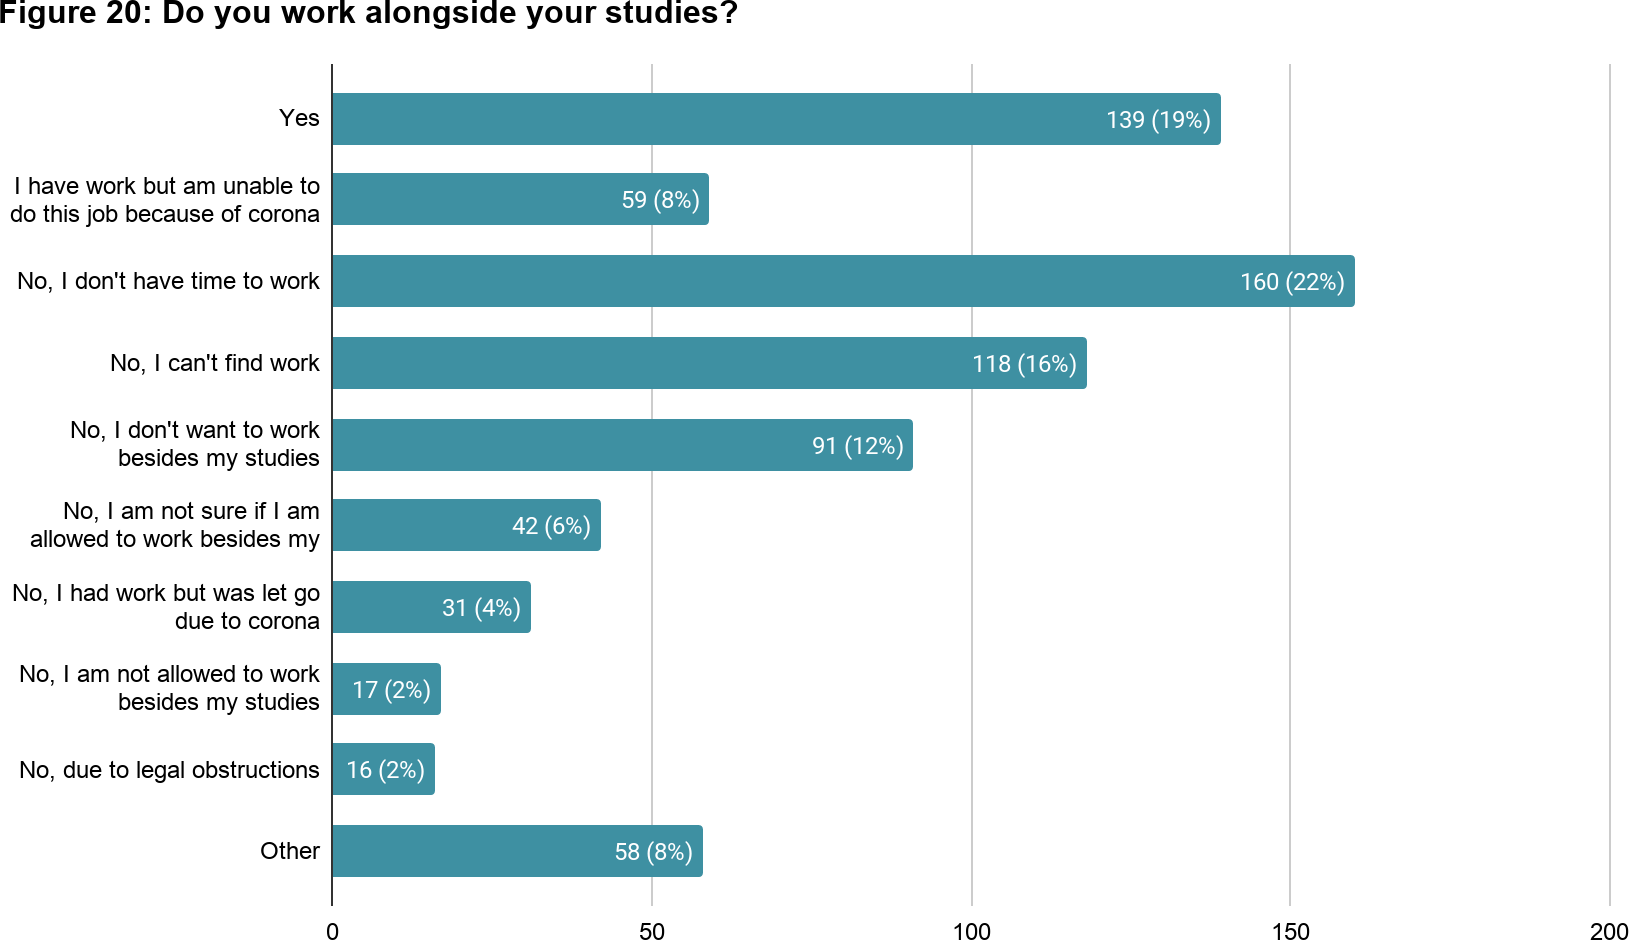 Figure 20: Do you work alongside your studies?
Yes
139 (19%)
I have work but am unable to
do this job because of corona
59 (8%)
No, I don't have time to work
160 (22%)
No, I can't find work
118 (16%)
No, I don't want to work
besides my studies
91 (12%)
No, I am not sure if I am
allowed to work besides my
42 (6%)
No, I had work but was let go
due to corona
31 (4%)
No, I am not allowed to work
besides my studies
17 (2%)
No, due to legal obstructions
16 (2%)
Other
58 (8%)
0 50 100 150 200